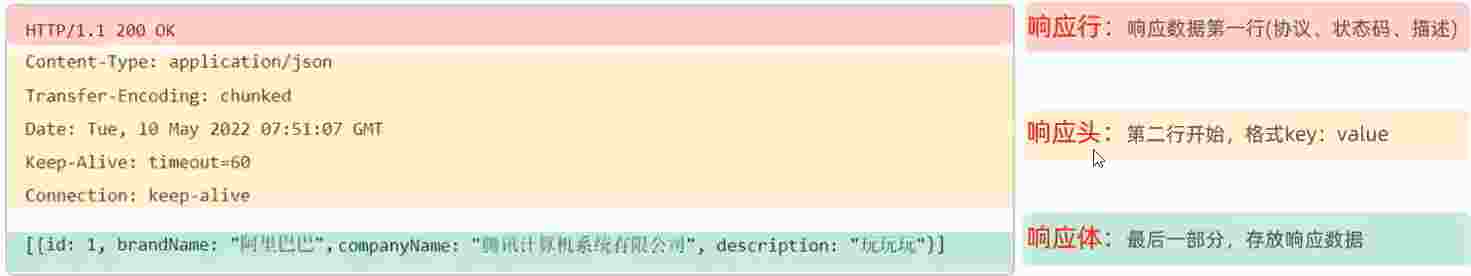 HTTP/1.1 200 OK
响应行：响应数据第一行(协议、状态码、描述)
Content-Type: application/json
Transfer-Encoding: chunked
Date: Tue, 10 May 2022 07:51:07 GMT
Keep-Alive: timeout=60
Connection: keep-alive
响应头：第二行开始，格式key：value
[{id: 1, brandName: "阿里巴巴",companyName: "腾讯计算机系统有限公司", description: "玩玩玩"}]
响应体：最后一部分，存放响应数据